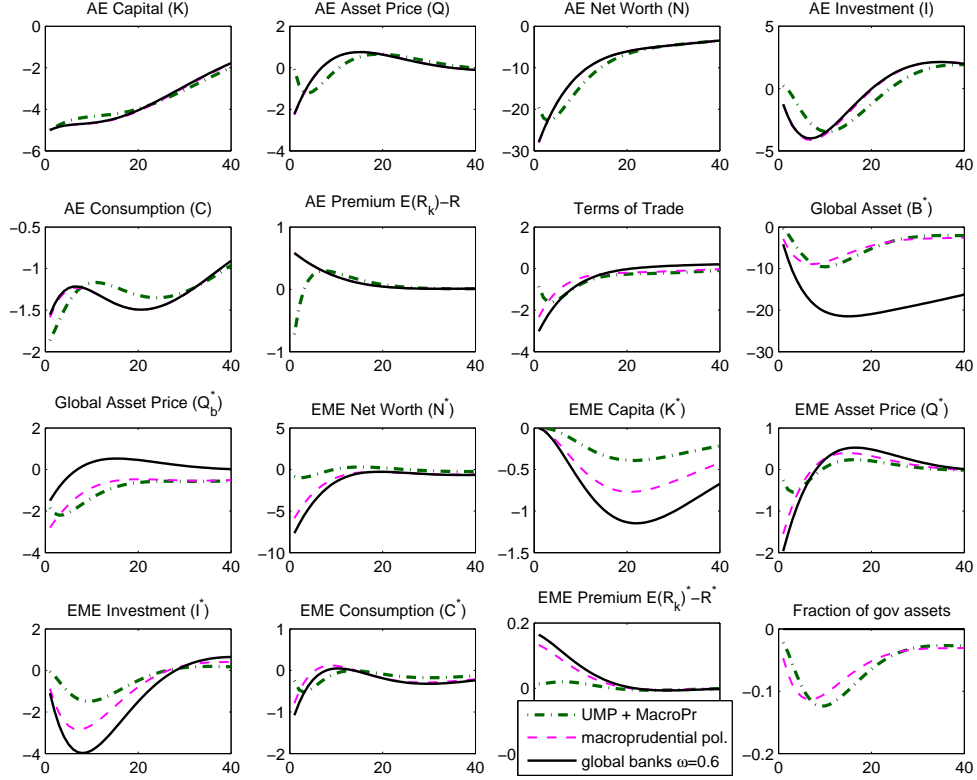 AE Capital (K)
AE Asset Price (Q)
AE Net Worth (N)
AE Investment (I)
0
−2
−4
−6
0 20 40
2
0
−2
−4
0 20 40
0
−10
−20
−30
0 20 40
5
0
−5
0 20 40
AE Consumption (C)
AE Premium E(R_k)−R
Terms of Trade
Global Asset (B*)
−0.5
−1
−1.5
−2
0 20 40
1
0
1
0 20 40
2
0
−2
−4
0 20 40
0
−10
−20
−30
0 20 40
Global Asset Price (Q_b*)
EME Net Worth (N*)
EME Capita (K*)
EME Asset Price (Q*)
2
0
−2
−4
0 20 40
5
0
−5
−10
0 20 40
0
−0.5
−1
−1.5
0 20 40
1
0
−1
−2
0 20 40
EME Investment (I*)
EME Consumption (C*)
EME Premium E(R_k)*−R*
Fraction of gov assets
2
0
−2
−4
0 20 40
2
0
−2
−4
0 20 40
0.2
0
−0
UMP + MacroPr
macroprudential pol.
global banks ω=0.6
0
−0.1
−0.2
0 20 40